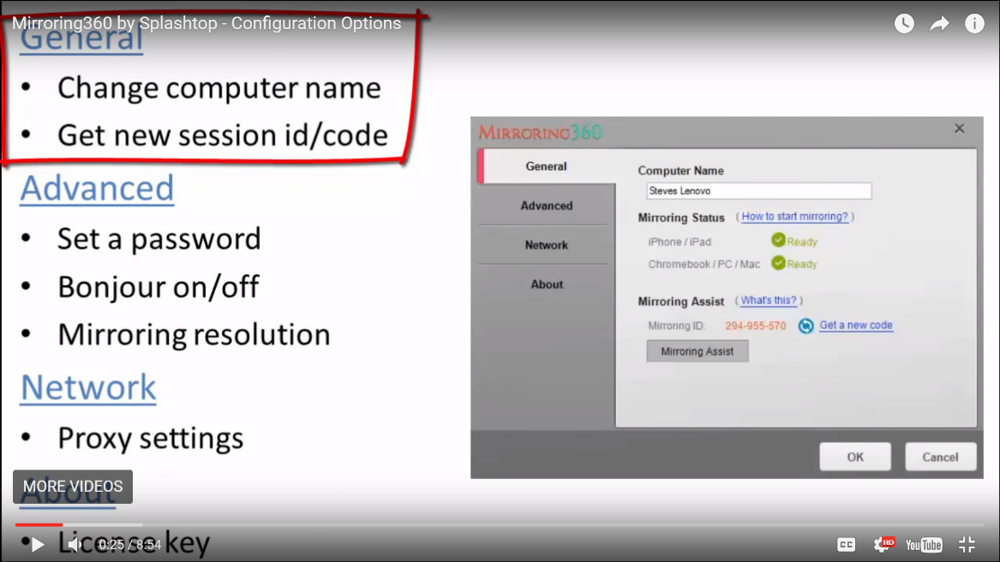 Mirroring360 by Splashtop - Configuration Options
General
• Change computer name
• Get new session id/code
Advanced
• Set a password
• Bonjour on/off
• Mirroring resolution
Network
• Proxy settings
About
• License key
MIRRORING360
General
Advanced
Network
About
Computer Name
Steves Lenovo
Mirroring Status (How to start mirroring?)
iPhone / iPad Ready
Chromebook / PC / Mac Ready
Mirroring Assist (What's this?)
Mirroring ID: 294-955-570 Get a new code
Mirroring Assist
OK Cancel
MORE VIDEOS
0:25 / 8:54
CC HD YouTube